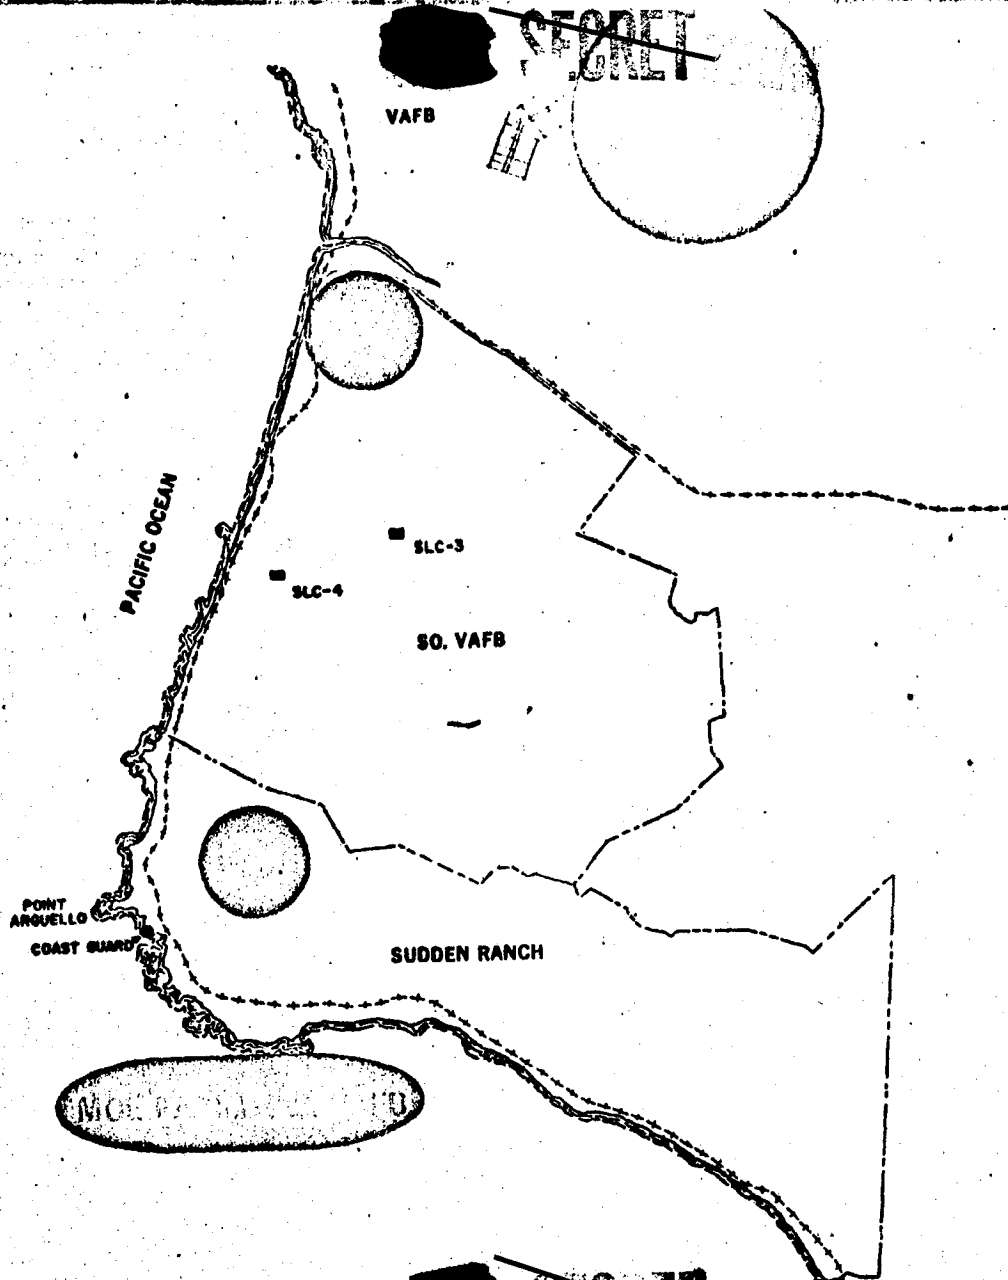 SECRET
VAFB
PACIFIC OCEAN
SLC-3
SLC-4
SO. VAFB
POINT
ARGUELLO
COAST GUARD
SUDDEN RANCH